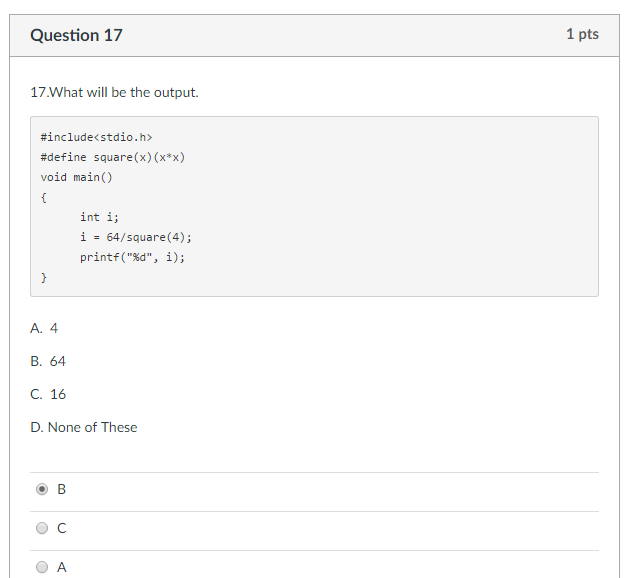 Question 17
1 pts
17.What will be the output.
#include<stdio.h>
#define square(x)(x*x)
void main()
{
int i;
i = 64/square(4);
printf("%d", i);
}
A. 4
B. 64
C. 16
D. None of These
B
C
A